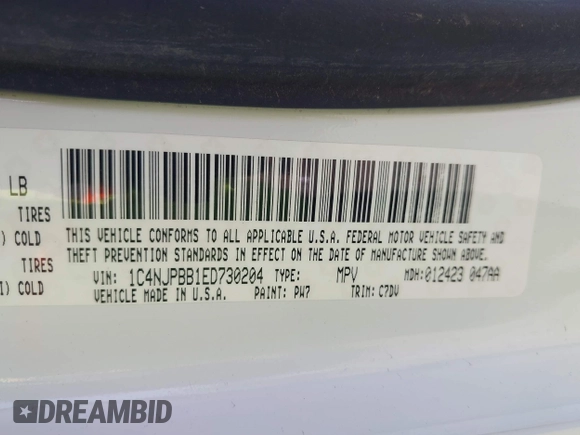 LB
TIRES
) COLD
TIRES
I) COLD
THIS VEHICLE CONFORMS TO ALL APPLICABLE U.S.A. FEDERAL MOTOR VEHICLE SAFETY AND
THEFT PREVENTION STANDARDS IN EFFECT ON THE DATE OF MANUFACTURE SHOWN ABOVE.
VIN: 1C4NJPBB1ED730204 TYPE: MPV MDH:012423 047AA
VEHICLE MADE IN U.S.A. PAINT: PW7 TRIM: C7DV
DREAMBID